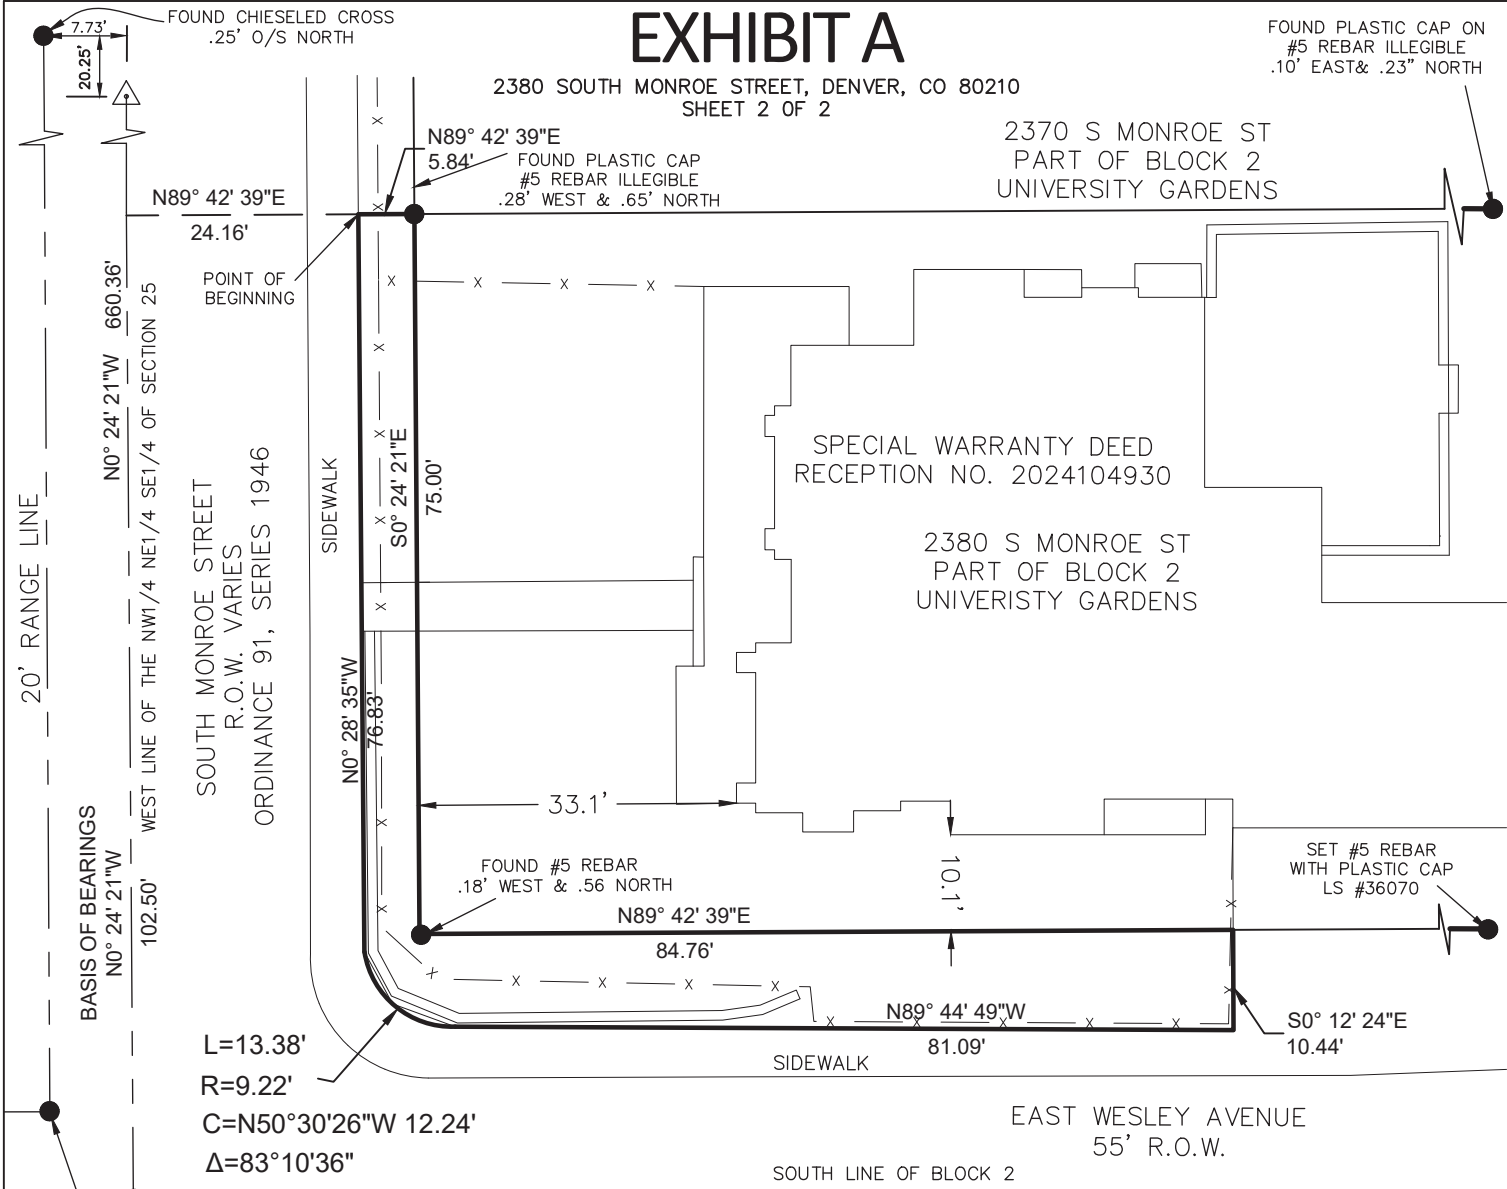 EXHIBIT A
2380 SOUTH MONROE STREET, DENVER, CO 80210
SHEET 2 OF 2
FOUND CHIESELED CROSS
.25' O/S NORTH
7.73'
20.25'
FOUND PLASTIC CAP ON
#5 REBAR ILLEGIBLE
.10' EAST& .23" NORTH
N89° 42' 39"E
5.84'
FOUND PLASTIC CAP
#5 REBAR ILLEGIBLE
.28' WEST & .65' NORTH
2370 S MONROE ST
PART OF BLOCK 2
UNIVERSITY GARDENS
N89° 42' 39"E
24.16'
POINT OF
BEGINNING
N0° 24' 21"W 660.36'
WEST LINE OF THE NW1/4 NE1/4 SE1/4 OF SECTION 25
20' RANGE LINE
SOUTH MONROE STREET
R.O.W. VARIES
ORDINANCE 91, SERIES 1946
SIDEWALK
S0° 24' 21"E
75.00'
SPECIAL WARRANTY DEED
RECEPTION NO. 2024104930
2380 S MONROE ST
PART OF BLOCK 2
UNIVERISTY GARDENS
N0° 28' 35"W
76.83'
33.1'
BASIS OF BEARINGS
N0° 24' 21"W
102.50'
FOUND #5 REBAR
.18' WEST & .56 NORTH
10.1'
SET #5 REBAR
WITH PLASTIC CAP
LS #36070
N89° 42' 39"E
84.76'
N89° 44' 49"W
81.09'
S0° 12' 24"E
10.44'
SIDEWALK
L=13.38'
R=9.22'
C=N50°30'26"W 12.24'
Δ=83°10'36"
EAST WESLEY AVENUE
55' R.O.W.
SOUTH LINE OF BLOCK 2